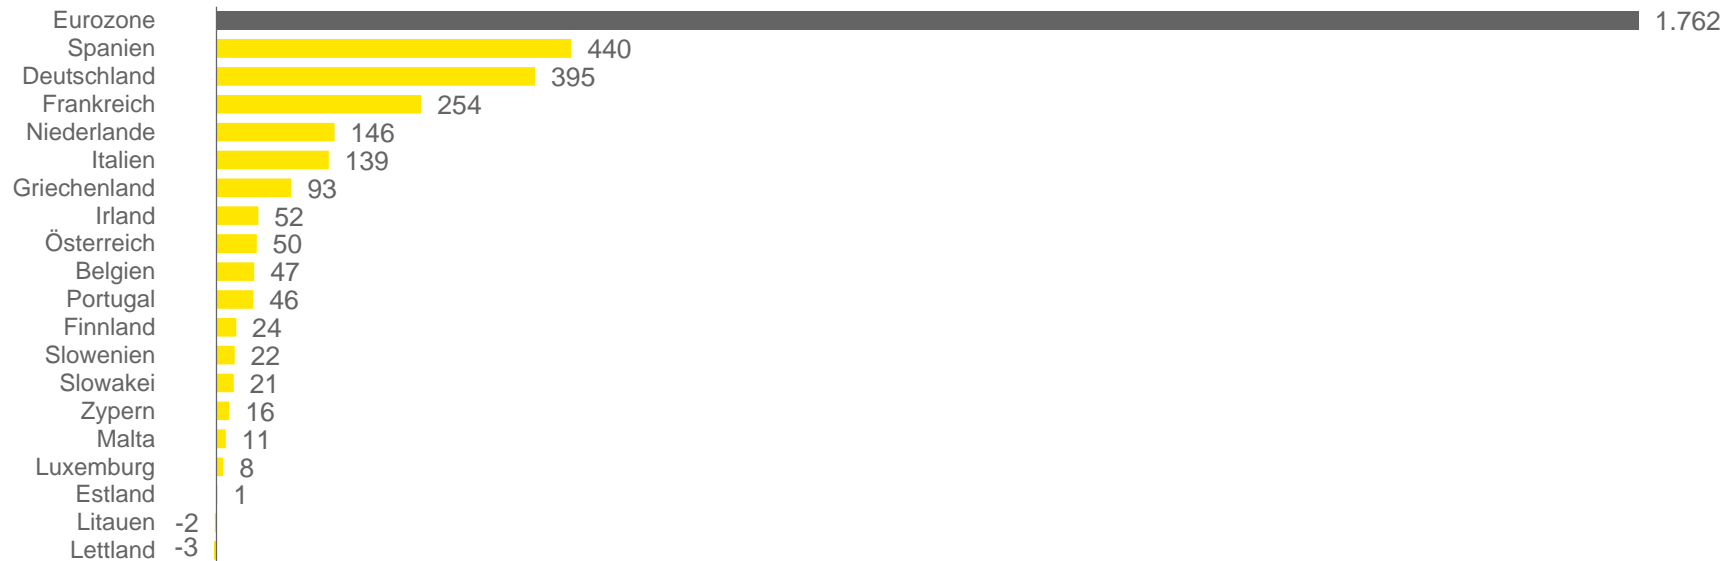 Eurozone 1.762
Spanien 440
Deutschland 395
Frankreich 254
Niederlande 146
Italien 139
Griechenland 93
Irland 52
Österreich 50
Belgien 47
Portugal 46
Finnland 24
Slowenien 22
Slowakei 21
Zypern 16
Malta 11
Luxemburg 8
Estland 1
Litauen -2
Lettland -3